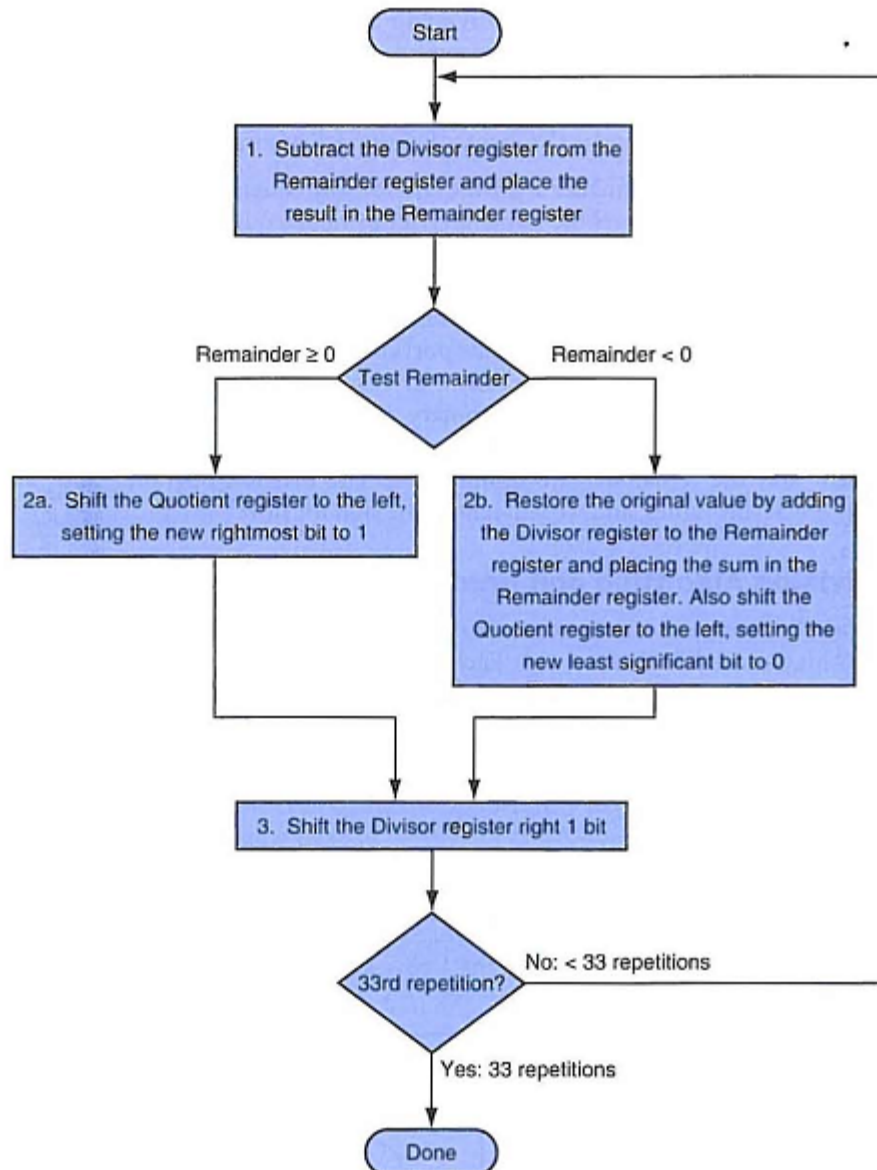 Start
1. Subtract the Divisor register from the
Remainder register and place the
result in the Remainder register
Remainder ≥ 0
Remainder < 0
Test Remainder
2a. Shift the Quotient register to the left,
setting the new rightmost bit to 1
2b. Restore the original value by adding
the Divisor register to the Remainder
register and placing the sum in the
Remainder register. Also shift the
Quotient register to the left, setting the
new least significant bit to 0
3. Shift the Divisor register right 1 bit
33rd repetition?
No: < 33 repetitions
Yes: 33 repetitions
Done